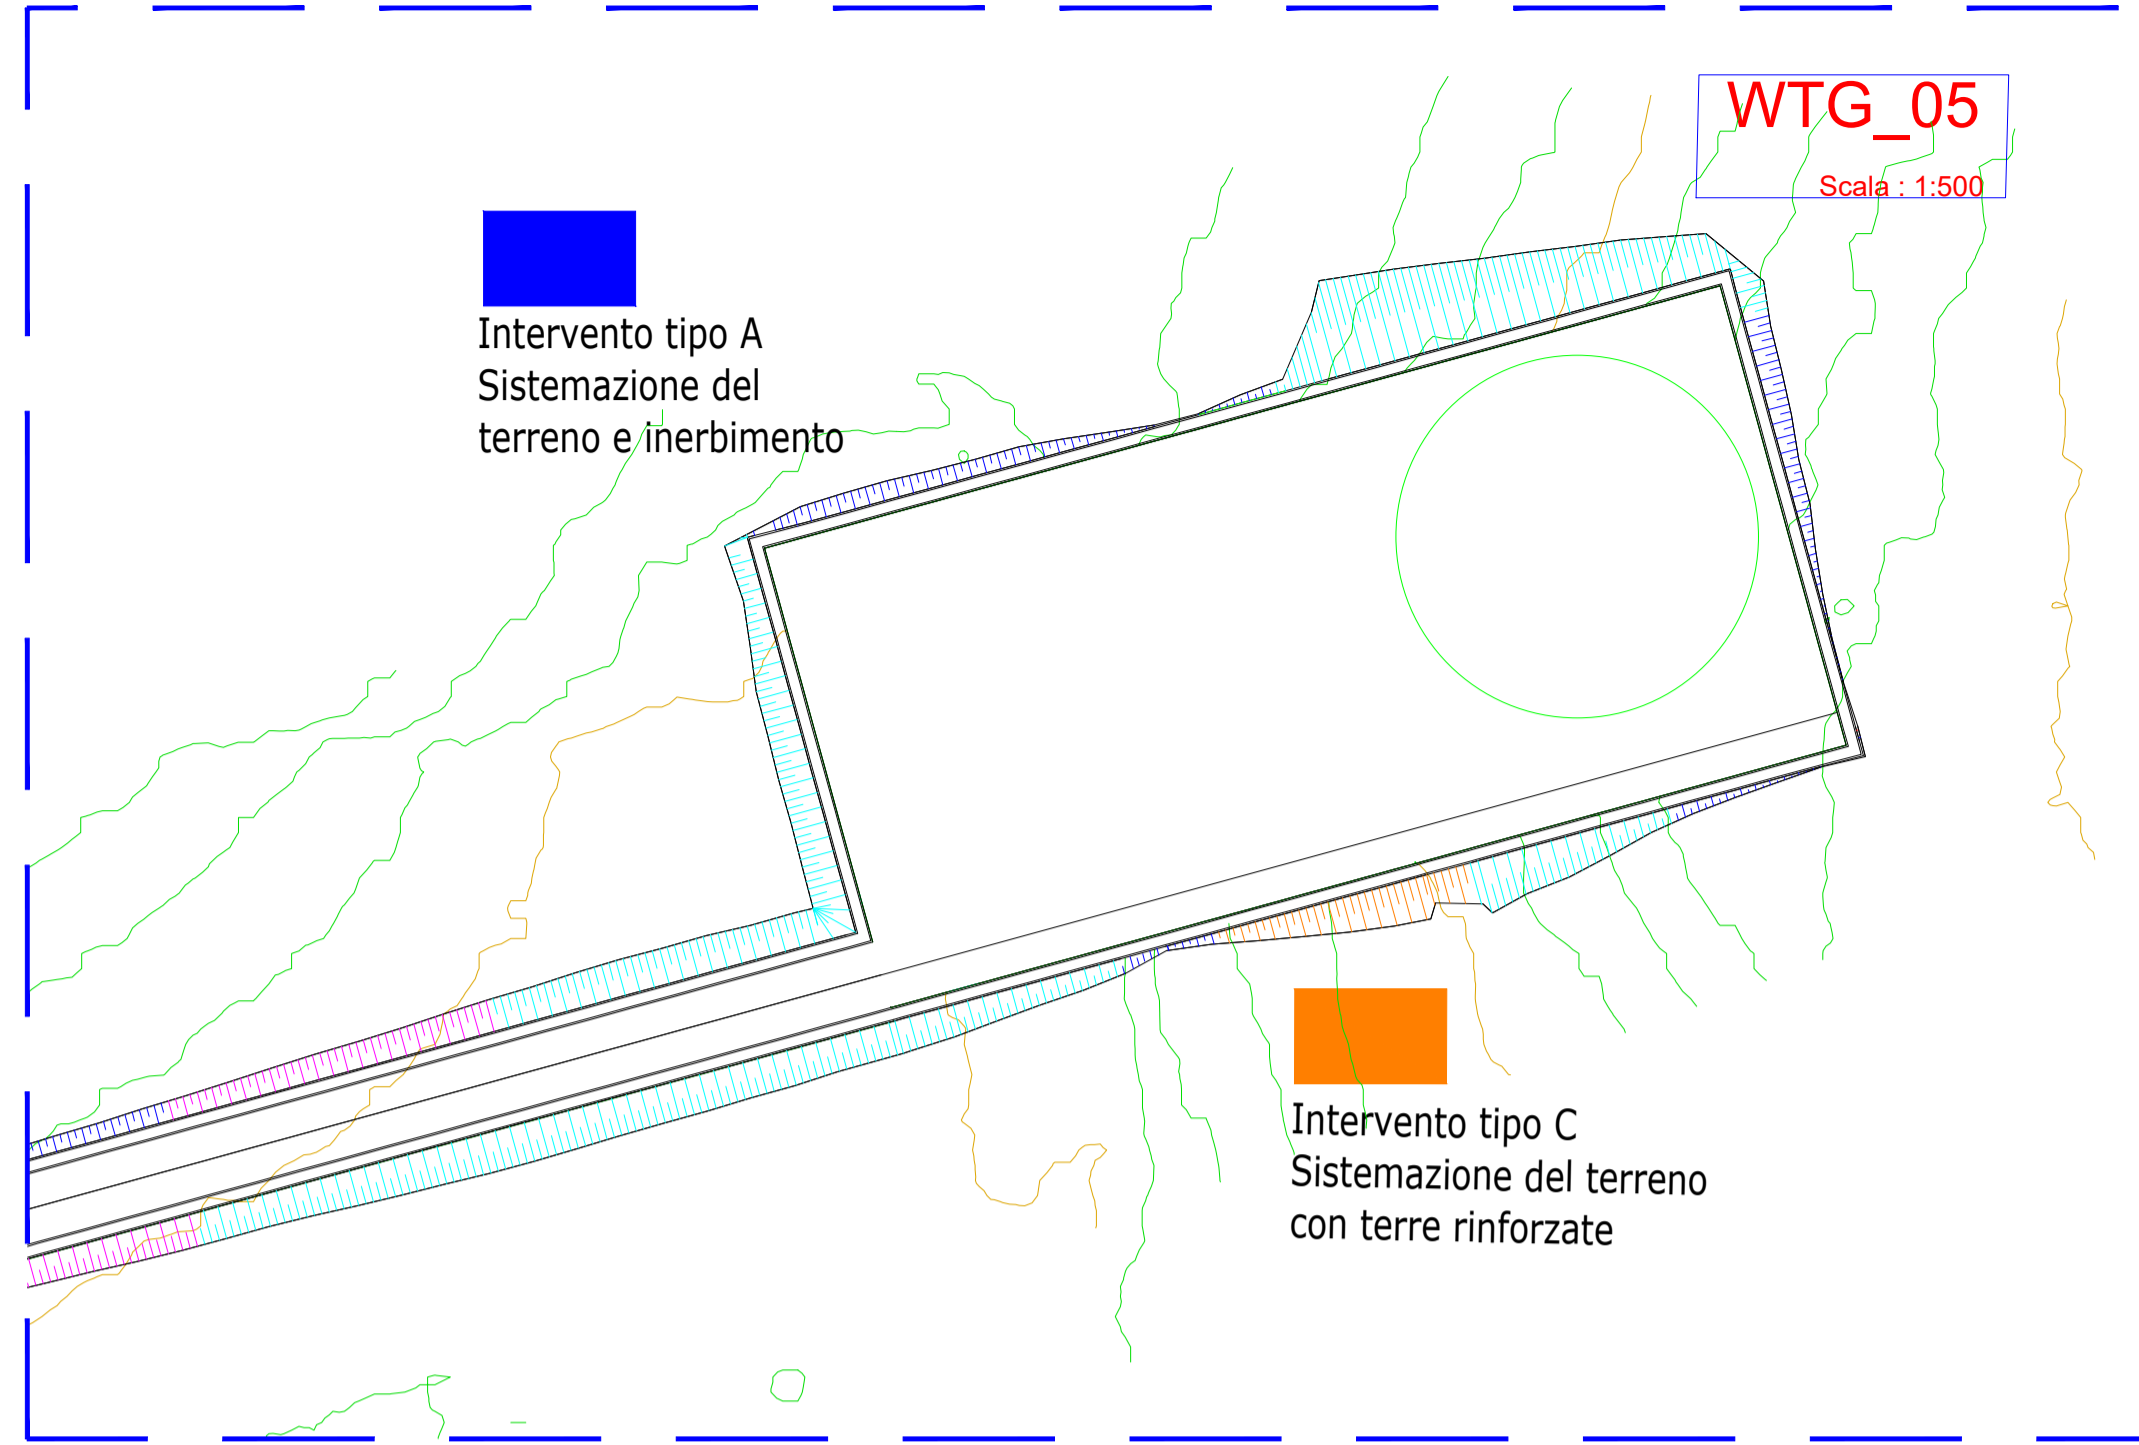 WTG_05
Scala : 1:500
Intervento tipo A
Sistemazione del
terreno e inerbimento
Intervento tipo C
Sistemazione del terreno
con terre rinforzate